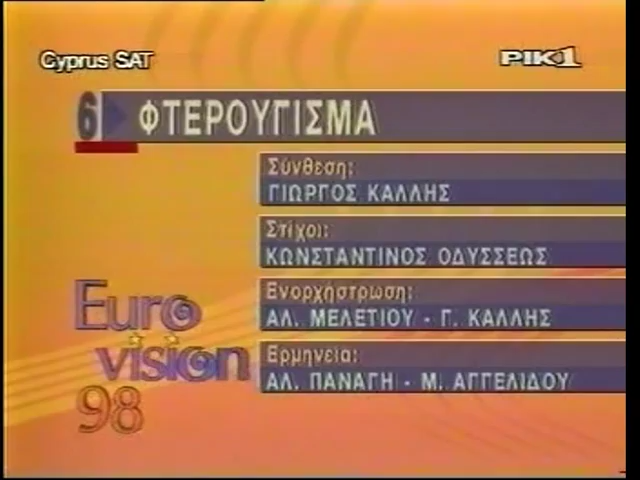 Cyprus SAT
ΡΙΚ1
6 ΦΤΕΡΟΥΓΙΣΜΑ
Σύνθεση:
ΓΙΩΡΓΟΣ ΚΑΛΛΗΣ
Στίχοι:
ΚΩΝΣΤΑΝΤΙΝΟΣ ΟΔΥΣΣΕΩΣ
Ενορχήστρωση:
ΑΛ. ΜΕΛΕΤΙΟΥ - Γ. ΚΑΛΛΗΣ
Ερμηνεία:
ΑΛ. ΠΑΝΑΓΗ - Μ. ΑΓΓΕΛΙΔΟΥ
Euro
vision
98